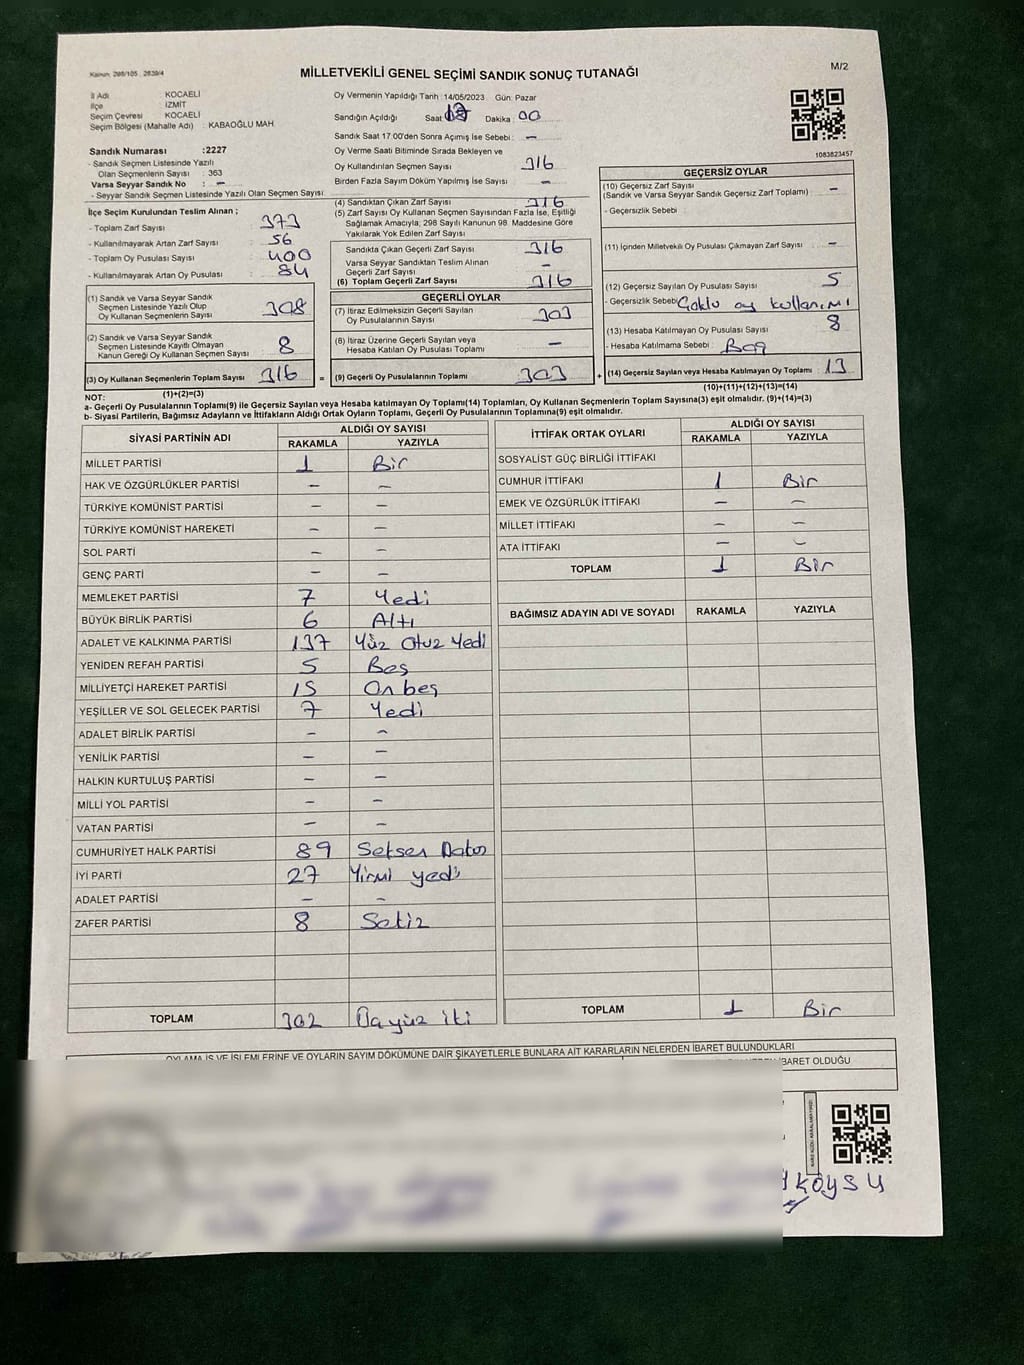 Kanun: 298/105 , 2839/4
MİLLETVEKİLİ GENEL SEÇİMİ SANDIK SONUÇ TUTANAĞI
M/2
İl Adı KOCAELİ
İlçe İZMİT
Seçim Çevresi KOCAELİ
Seçim Bölgesi (Mahalle Adı) : KABAOĞLU MAH.
Oy Vermenin Yapıldığı Tarih :14/05/2023 Gün: Pazar
Sandığın Açıldığı Saat Dakika : 00
Sandık Saat 17:00'den Sonra Açımış İse Sebebi: -
Sandık Numarası :2227
- Sandık Seçmen Listesinde Yazılı
Olan Seçmenlerin Sayısı : 363
Varsa Seyyar Sandık No : -
- Seyyar Sandık Seçmen Listesinde Yazılı Olan Seçmen Sayısı:
Oy Verme Saati Bitiminde Sırada Bekleyen ve
Oy Kullandırılan Seçmen Sayısı 316
Birden Fazla Sayım Döküm Yapılmış İse Sayısı -
1083823457
İlçe Seçim Kurulundan Teslim Alınan ;
- Toplam Zarf Sayısı : 373
- Kullanılmayarak Artan Zarf Sayısı : 56
- Toplam Oy Pusulası : 400
- Kullanılmayarak Artan Oy Pusulası : 84
(4) Sandıktan Çıkan Zarf Sayısı 316
(5) Zarf Sayısı Oy Kullanan Seçmen Sayısından Fazla İse, Eşitliği
Sağlamak Amacıyla; 298 Sayılı Kanunun 98. Maddesine Göre
Yakılarak Yok Edilen Zarf Sayısı
Sandıkta Çıkan Geçerli Zarf Sayısı 316
Varsa Seyyar Sandıktan Teslim Alınan
Geçerli Zarf Sayısı -
(6) Toplam Geçerli Zarf Sayısı 316
GEÇERSİZ OYLAR
(10) Geçersiz Zarf Sayısı
(Sandık ve Varsa Seyyar Sandık Geçersiz Zarf Toplamı) -
- Geçersizlik Sebebi
(11) İçinden Milletvekili Oy Pusulası Çıkmayan Zarf Sayısı -
(12) Geçersiz Sayılan Oy Pusulası Sayısı 5
- Geçersizlik Sebebi Çoklu oy kullanımı
(13) Hesaba Katılmayan Oy Pusulası Sayısı 8
- Hesaba Katılmama Sebebi :
(14) Geçersiz Sayılan veya Hesaba Katılmayan Oy Toplamı : 13
(1) Sandık ve Varsa Seyyar Sandık
Seçmen Listesinde Yazılı Olup
Oy Kullanan Seçmenlerin Sayısı 308
(2) Sandık ve Varsa Seyyar Sandık
Seçmen Listesinde Kayıtlı Olmayan
Kanun Gereği Oy Kullanan Seçmen Sayısı 8
(3) Oy Kullanan Seçmenlerin Toplam Sayısı 316 =
GEÇERLİ OYLAR
(7) İtiraz Edilmeksizin Geçerli Sayılan
Oy Pusulalarının Sayısı 303
(8) İtiraz Üzerine Geçerli Sayılan veya
Hesaba Katılan Oy Pusulası Toplamı -
(9) Geçerli Oy Pusulalarının Toplamı 303 +
NOT: (1)+(2)=(3) (10)+(11)+(12)+(13)=(14)
a- Geçerli Oy Pusulalarının Toplamı(9) ile Geçersiz Sayılan veya Hesaba katılmayan Oy Toplamı(14) Toplamları, Oy Kullanan Seçmenlerin Toplam Sayısına(3) eşit olmalıdır. (9)+(14)=(3)
b- Siyasi Partilerin, Bağımsız Adayların ve İttifakların Aldığı Ortak Oyların Toplamı, Geçerli Oy Pusulalarının Toplamına(9) eşit olmalıdır.
SİYASİ PARTİNİN ADI ALDIĞI OY SAYISI
RAKAMLA YAZIYLA
MİLLET PARTİSİ 1 Bir
HAK VE ÖZGÜRLÜKLER PARTİSİ - -
TÜRKİYE KOMÜNİST PARTİSİ - -
TÜRKİYE KOMÜNİST HAREKETİ - -
SOL PARTİ - -
GENÇ PARTİ - -
MEMLEKET PARTİSİ 7 Yedi
BÜYÜK BİRLİK PARTİSİ 6 Altı
ADALET VE KALKINMA PARTİSİ 137 Yüz Otuz Yedi
YENİDEN REFAH PARTİSİ 5 Beş
MİLLİYETÇİ HAREKET PARTİSİ 15 On beş
YEŞİLLER VE SOL GELECEK PARTİSİ 7 Yedi
ADALET BİRLİK PARTİSİ - -
YENİLİK PARTİSİ - -
HALKIN KURTULUŞ PARTİSİ - -
MİLLİ YOL PARTİSİ - -
VATAN PARTİSİ - -
CUMHURİYET HALK PARTİSİ 89 Seksen Dokuz
İYİ PARTİ 27 Yirmi yedi
ADALET PARTİSİ - -
ZAFER PARTİSİ 8 Sekiz
TOPLAM 302 Üçyüz iki
İTTİFAK ORTAK OYLARI ALDIĞI OY SAYISI
RAKAMLA YAZIYLA
SOSYALİST GÜÇ BİRLİĞİ İTTİFAKI
CUMHUR İTTİFAKI 1 Bir
EMEK VE ÖZGÜRLÜK İTTİFAKI - -
MİLLET İTTİFAKI - -
ATA İTTİFAKI - -
TOPLAM 1 Bir
BAĞIMSIZ ADAYIN ADI VE SOYADI RAKAMLA YAZIYLA
TOPLAM 1 Bir
OYLAMA İŞ VE İŞLEMLERİNE VE OYLARIN SAYIM DÖKÜMÜNE DAİR ŞİKAYETLERLE BUNLARA AİT KARARLARIN NELERDEN İBARET BULUNDUKLARI
İBARET OLDUĞU